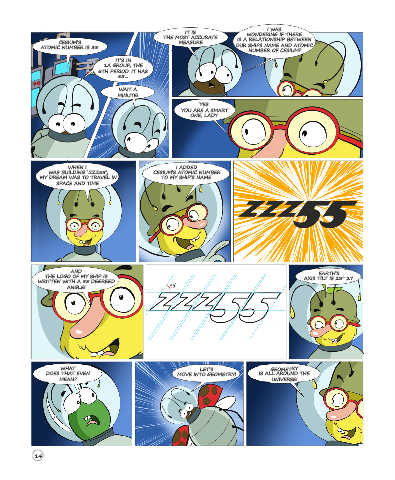 CESIUM'S
ATOMIC NUMBER IS 55
IT'S IN
1A GROUP, THE
6TH PERIOD. IT HAS
WAIT A
MINUTE!
IT IS
THE MOST ACCURATE
MEASURE
I WAS
WONDERING IF THERE
IS A RELATIONSHIP BETWEEN
OUR SHIP'S NAME AND ATOMIC
NUMBER OF CESIUM?
YES
YOU ARE A SMART
ONE, LADY
WHEN I
WAS BUILDING "ZZZ55",
MY DREAM WAS TO TRAVEL IN
SPACE AND TIME
I ADDED
CESIUM'S ATOMIC NUMBER
TO MY SHIP'S NAME
ZZZ55
AND
THE LOGO OF MY SHIP IS
WRITTEN WITH A
ANGLE!
ZZZ55
EARTH'S
AXIS TILT IS
WHAT
DOES THAT EVEN
MEAN?
LET'S
MOVE INTO GEOMETRY!
GEOMETRY
IS ALL AROUND THE
UNIVERSE!
14